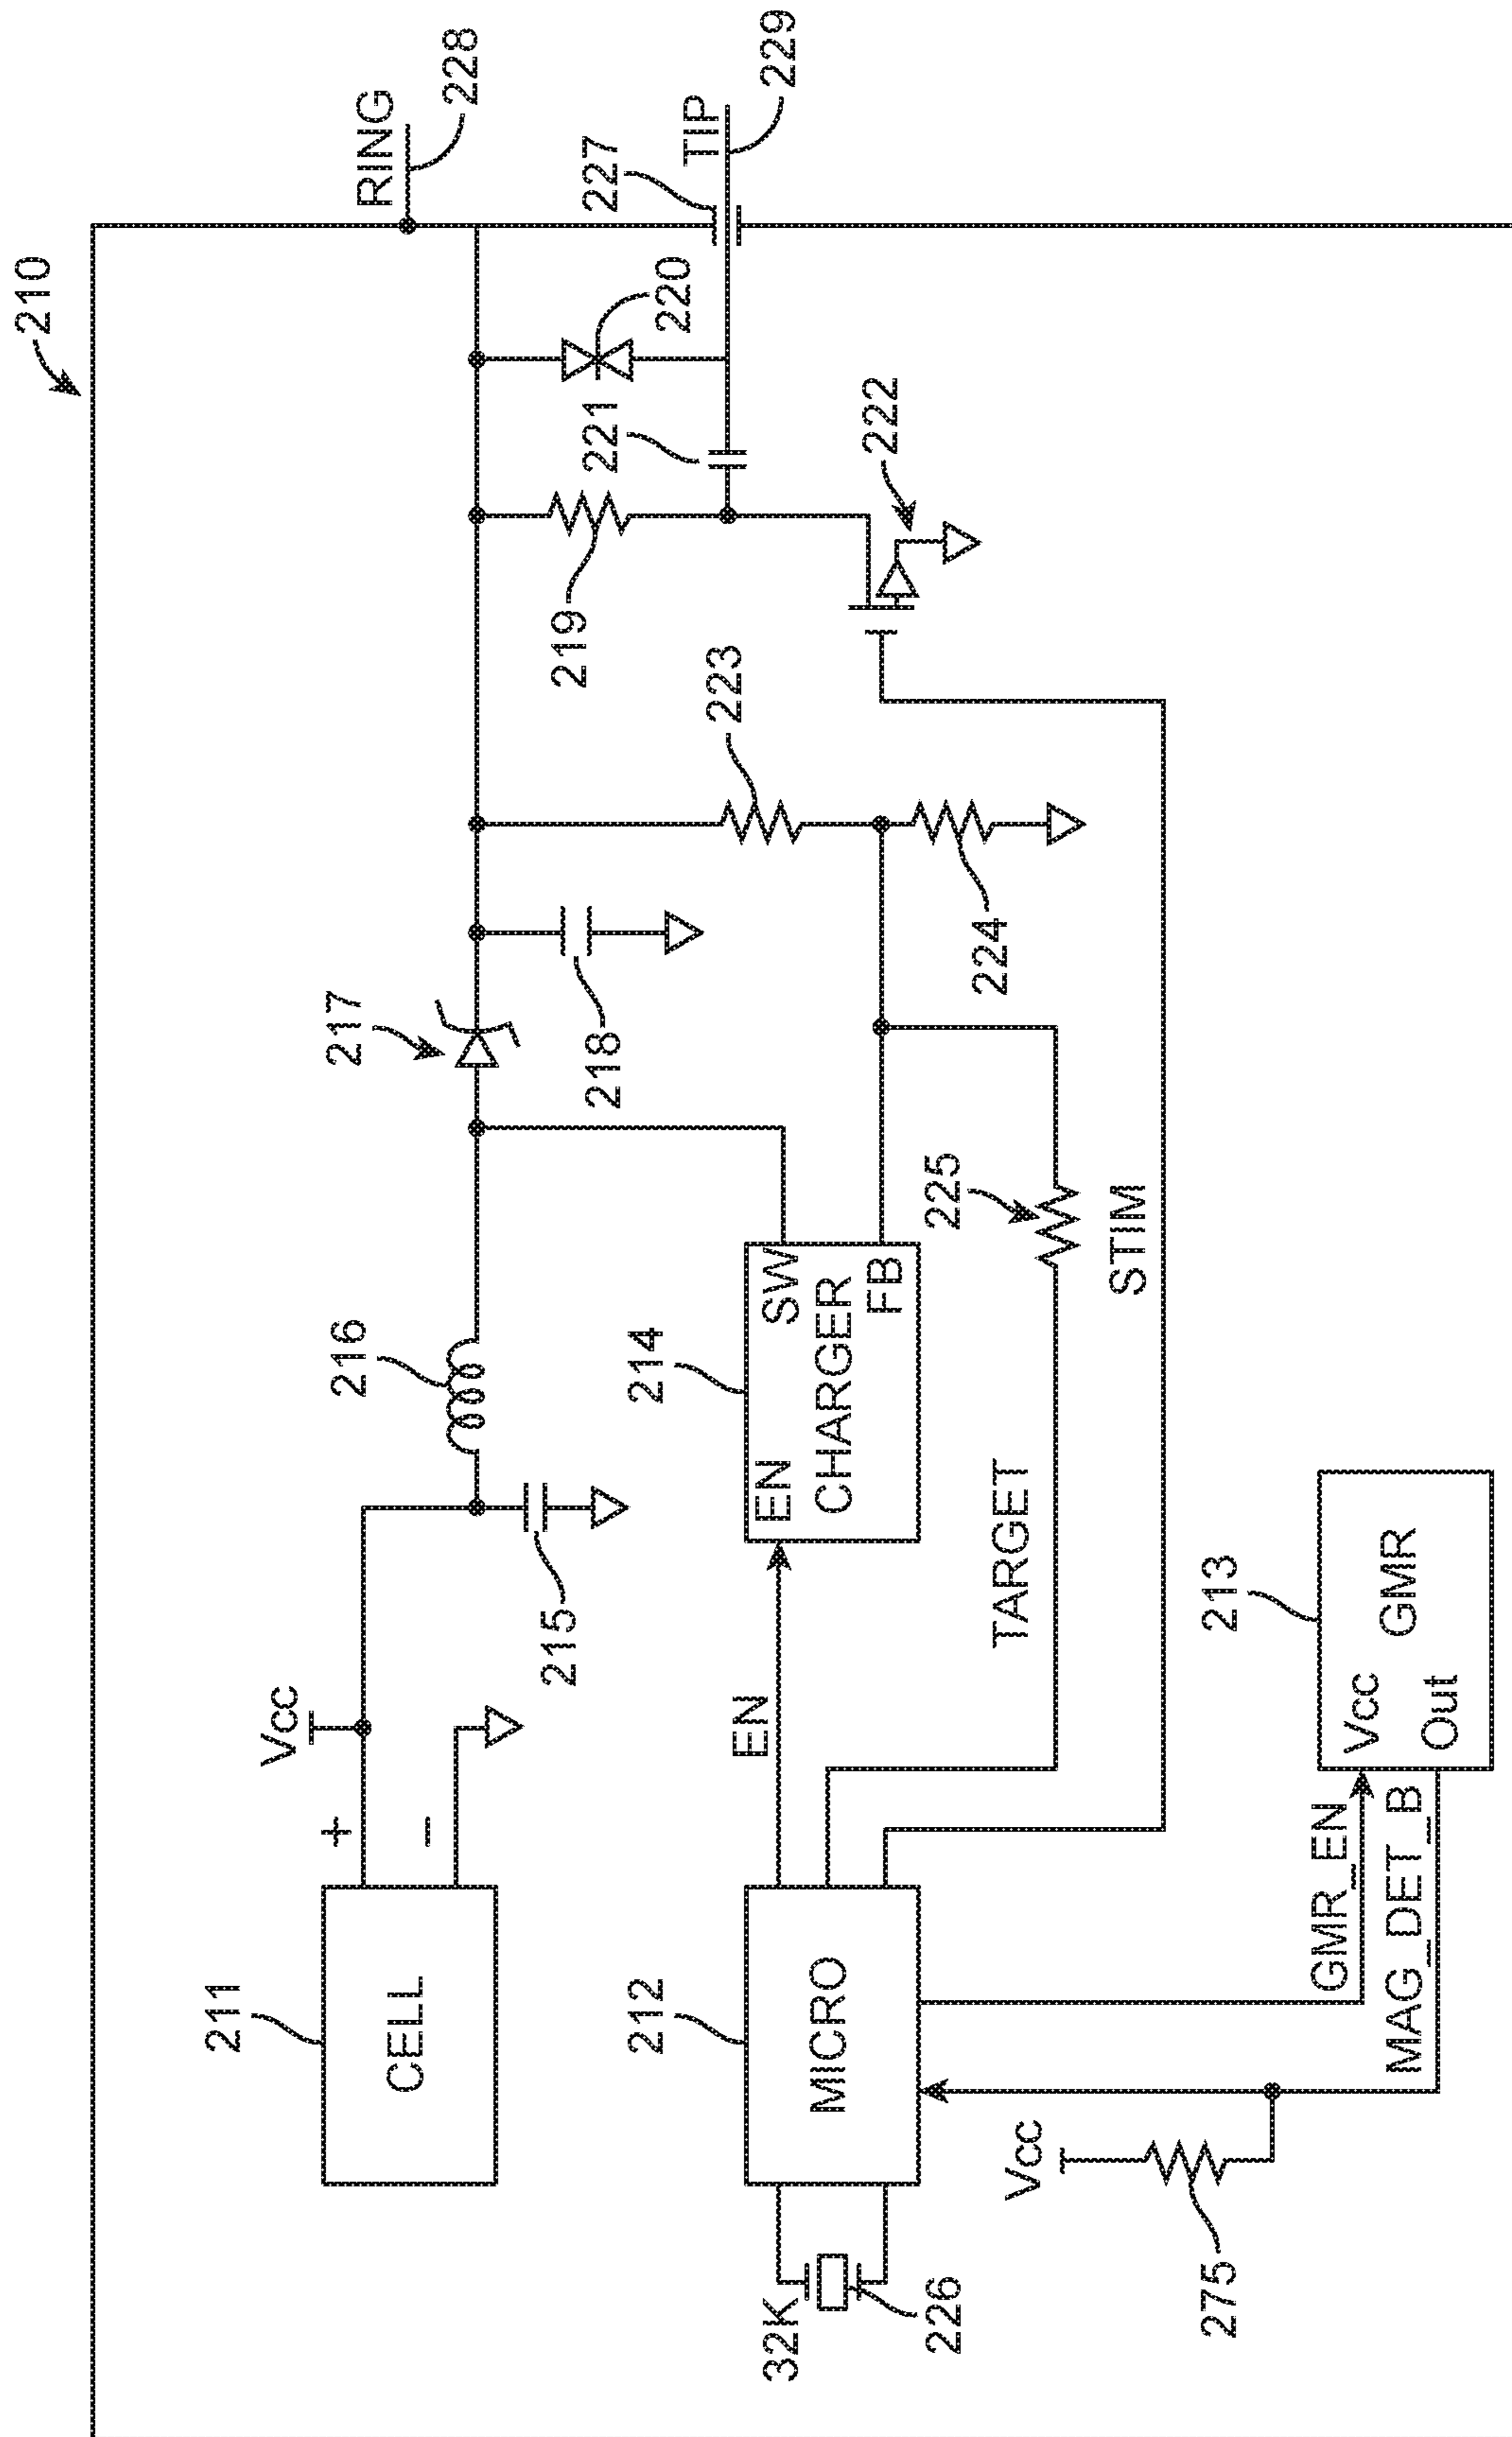 210
RING
228
TIP
229
227
220
221
222
219
223
224
217
218
225
STIM
216
214
SW
EN
CHARGER
FB
TARGET
215
Vcc
+
−
EN
213
GMR
Vcc
Out
GMR_EN
MAG_DET_B
211
CELL
212
MICRO
Vcc
32K
226
275